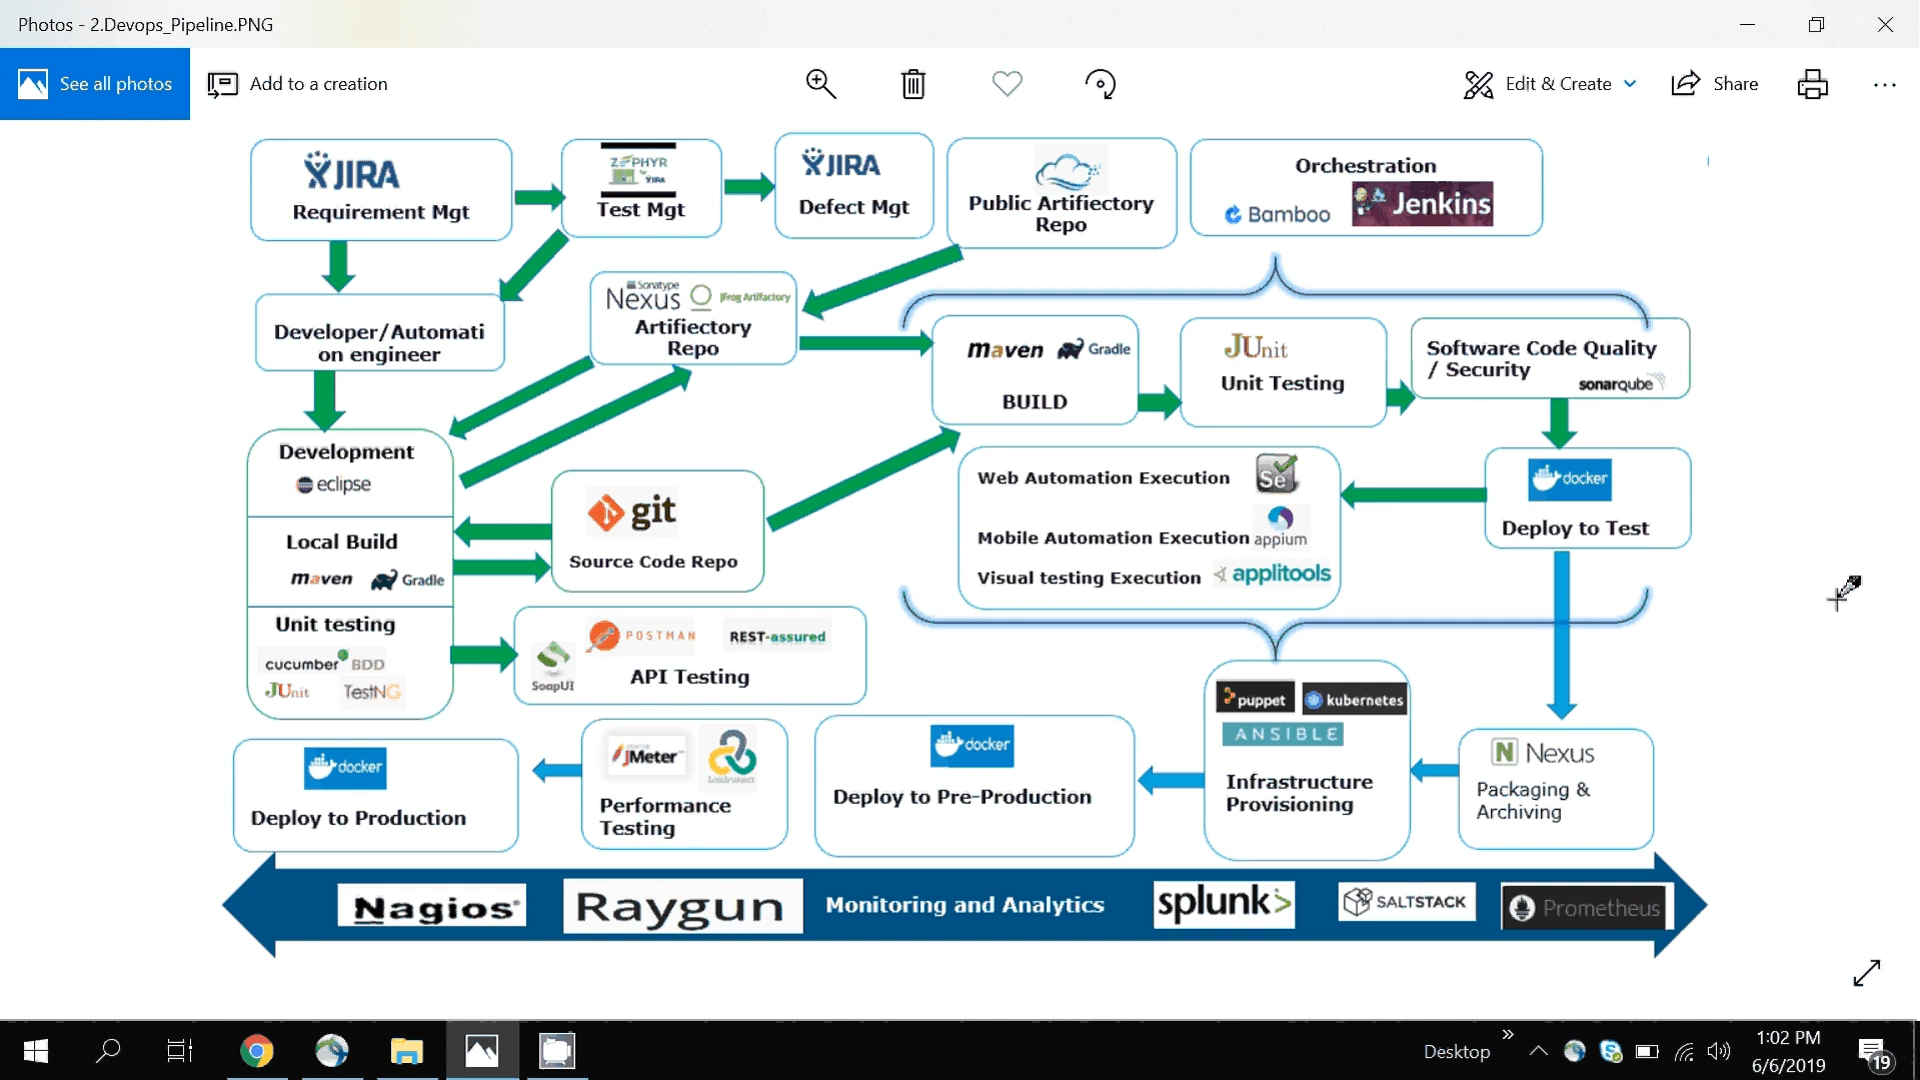 Photos - 2.Devops_Pipeline.PNG
See all photos
Add to a creation
Edit & Create
Share
JIRA
Requirement Mgt
ZEPHYR
for JIRA
Test Mgt
JIRA
Defect Mgt
Public Artifiectory
Repo
Orchestration
Bamboo
Jenkins
Developer/Automati
on engineer
Sonatype
Nexus
JFrog Artifactory
Artifiectory
Repo
maven
Gradle
BUILD
JUnit
Unit Testing
Software Code Quality
/ Security
sonarqube
Development
eclipse
Local Build
maven
Gradle
Unit testing
cucumber BDD
JUnit
TestNG
git
Source Code Repo
Web Automation Execution
Se
Mobile Automation Execution
appium
Visual testing Execution
applitools
docker
Deploy to Test
SoapUI
POSTMAN
REST-assured
API Testing
puppet
kubernetes
ANSIBLE
Infrastructure
Provisioning
N Nexus
Packaging &
Archiving
docker
Deploy to Pre-Production
JMeter
Loadrunner
Performance
Testing
docker
Deploy to Production
Nagios
Raygun
Monitoring and Analytics
splunk>
SALTSTACK
Prometheus
Desktop
1:02 PM
6/6/2019
19